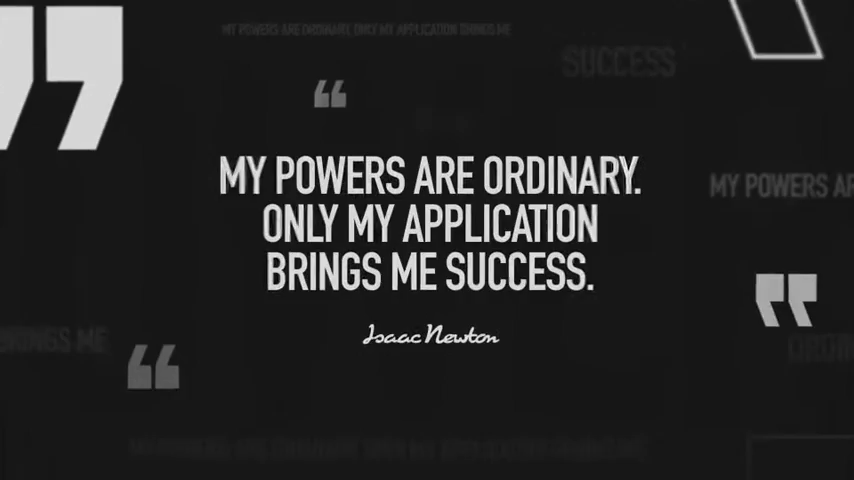 MY POWERS ARE ORDINARY, ONLY MY APPLICATION BRINGS ME
SUCCESS
MY POWERS ARE ORDINARY.
ONLY MY APPLICATION
BRINGS ME SUCCESS.
Isaac Newton
MY POWERS AR
BRINGS ME
ORDIN